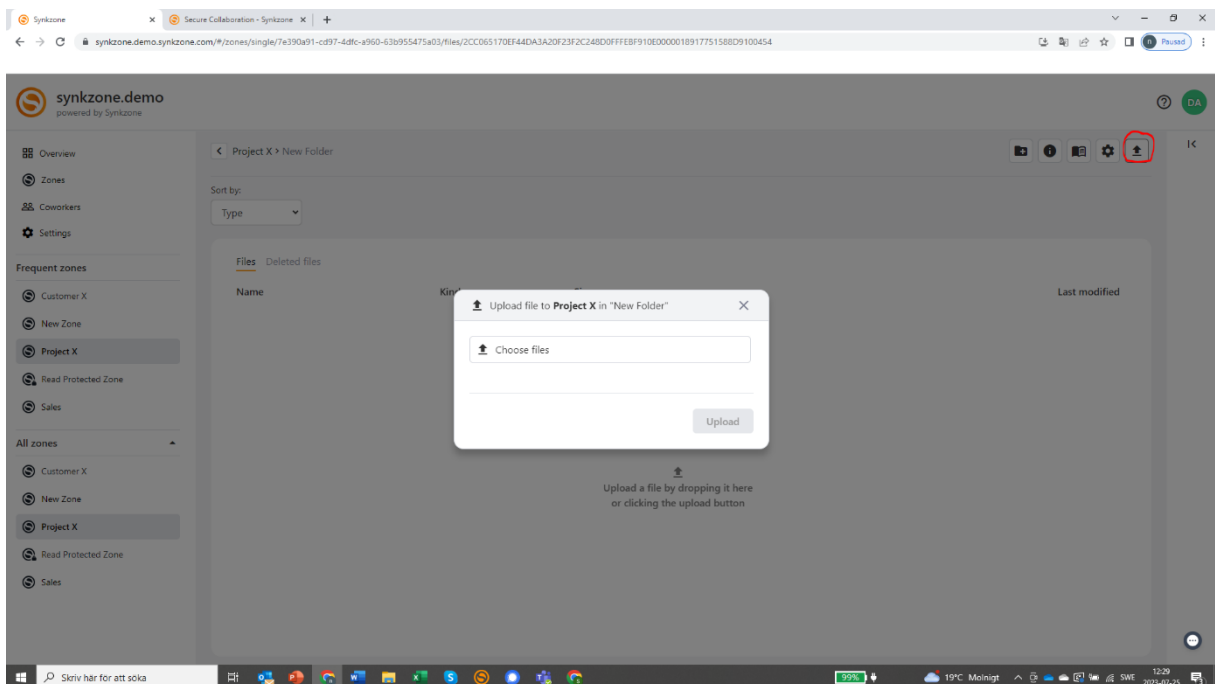 Synkzone
Secure Collaboration - Synkzone
synkzone.demo.synkzone.com/#/zones/single/7e390a91-cd97-4dfc-a960-63b955475a03/files/2CC065170EF44DA3A20F23F2C248D0FFFEBF910E0000018917751588D9100454
n Pausad
synkzone.demo
powered by Synkzone
DA
Overview
Zones
Coworkers
Settings
Frequent zones
Customer X
New Zone
Project X
Read Protected Zone
Sales
All zones
Customer X
New Zone
Project X
Read Protected Zone
Sales
Project X > New Folder
Sort by:
Type
Files Deleted files
Name
Last modified
Upload file to Project X in "New Folder"
Choose files
Upload
Upload a file by dropping it here
or clicking the upload button
Skriv här för att söka
99%
19°C Molnigt
SWE
12:29
2023-07-25